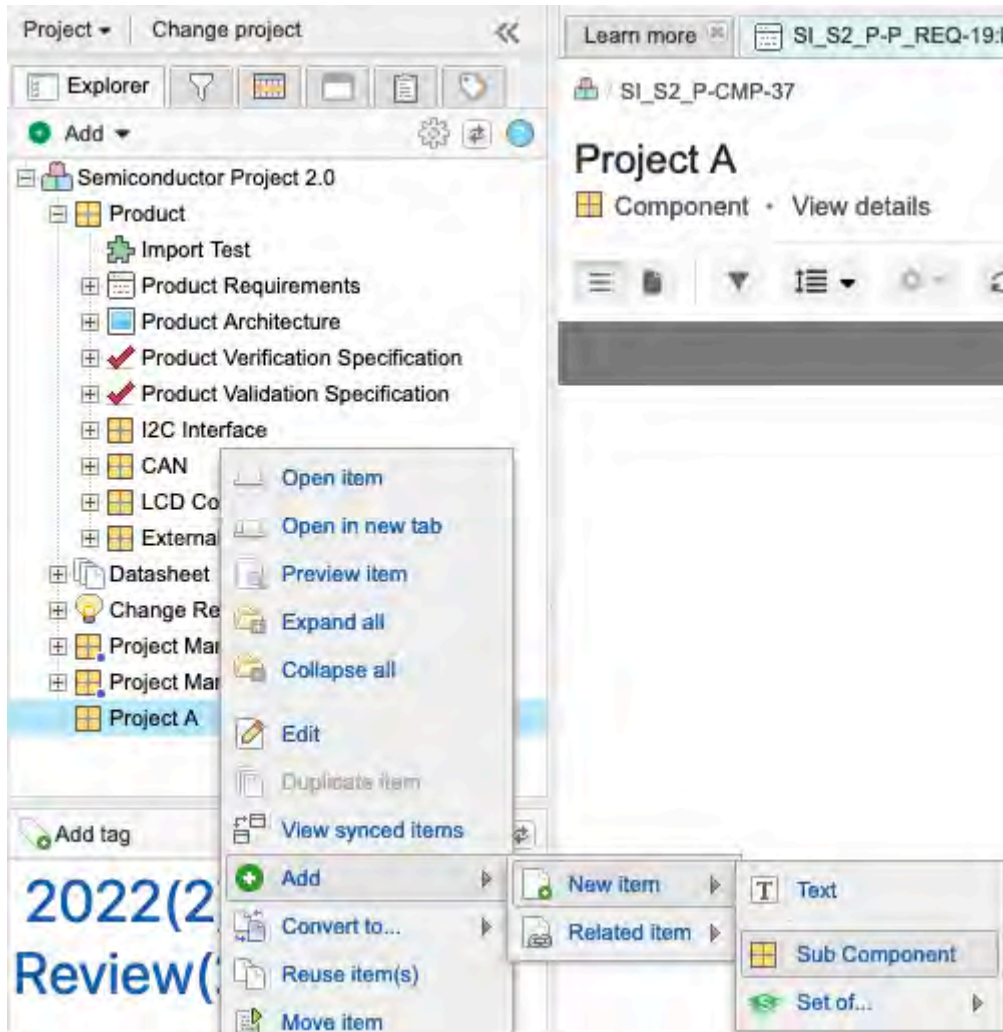 Project
Change project
Learn more
SI_S2_P-P_REQ-19:
Explorer
SI_S2_P-CMP-37
Add
Project A
Component • View details
Semiconductor Project 2.0
Product
Import Test
Product Requirements
Product Architecture
Product Verification Specification
Product Validation Specification
I2C Interface
CAN
LCD Co
External
Datasheet
Change Re
Project Mar
Project Mar
Project A
Open item
Open in new tab
Preview item
Expand all
Collapse all
Edit
Duplicate item
View synced items
Add
Convert to...
Reuse item(s)
Move item
New item
Related item
Text
Sub Component
Set of...
Add tag
2022(2
Review(